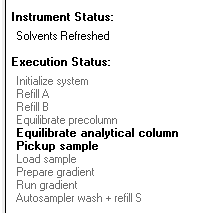 Instrument Status:
Solvents Refreshed
Execution Status:
Initialize system
Refill A
Refill B
Equilibrate precolumn
Equilibrate analytical column
Pickup sample
Load sample
Prepare gradient
Run gradient
Autosampler wash + refill S